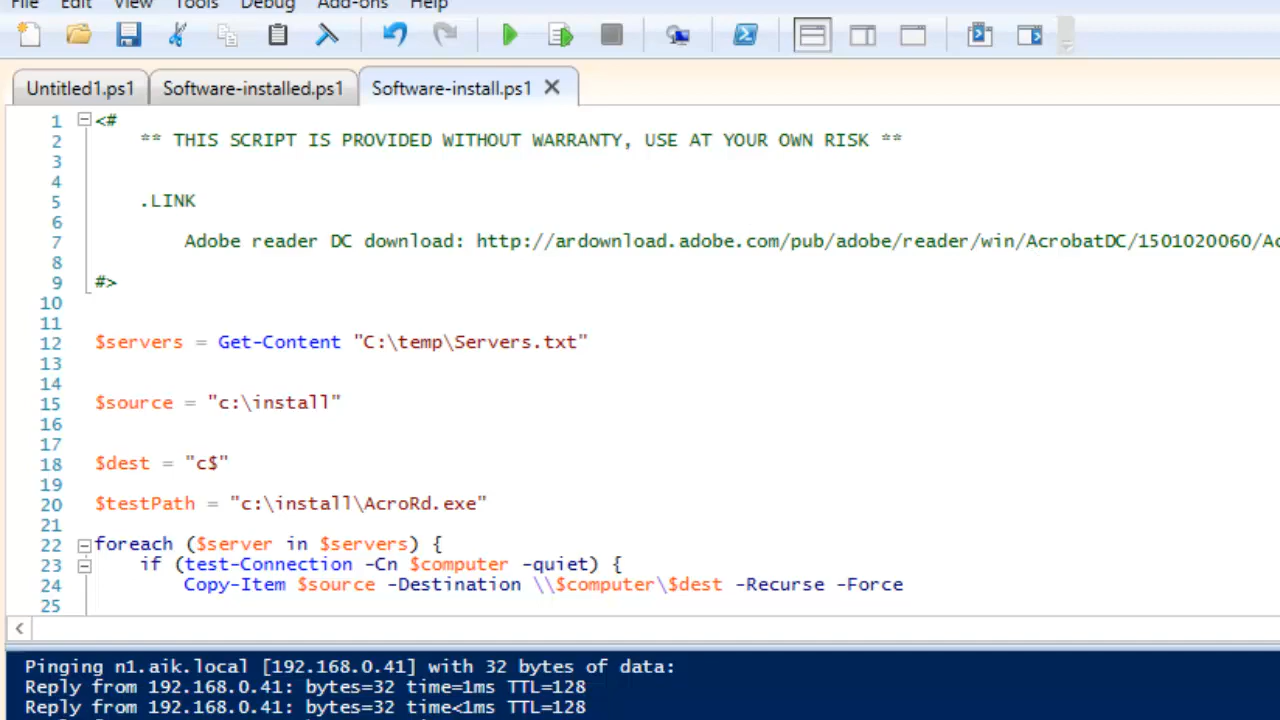 File Edit View Tools Debug Add-ons Help
Untitled1.ps1 Software-installed.ps1 Software-install.ps1
1 <#
2 ** THIS SCRIPT IS PROVIDED WITHOUT WARRANTY, USE AT YOUR OWN RISK **
3
4
5 .LINK
6
7 Adobe reader DC download: http://ardownload.adobe.com/pub/adobe/reader/win/AcrobatDC/1501020060/Ac
8
9 #>
10
11
12 $servers = Get-Content "C:\temp\Servers.txt"
13
14
15 $source = "c:\install"
16
17
18 $dest = "c$"
19
20 $testPath = "c:\install\AcroRd.exe"
21
22 foreach ($server in $servers) {
23 if (test-Connection -Cn $computer -quiet) {
24 Copy-Item $source -Destination \\$computer\$dest -Recurse -Force
25
Pinging n1.aik.local [192.168.0.41] with 32 bytes of data:
Reply from 192.168.0.41: bytes=32 time=1ms TTL=128
Reply from 192.168.0.41: bytes=32 time<1ms TTL=128